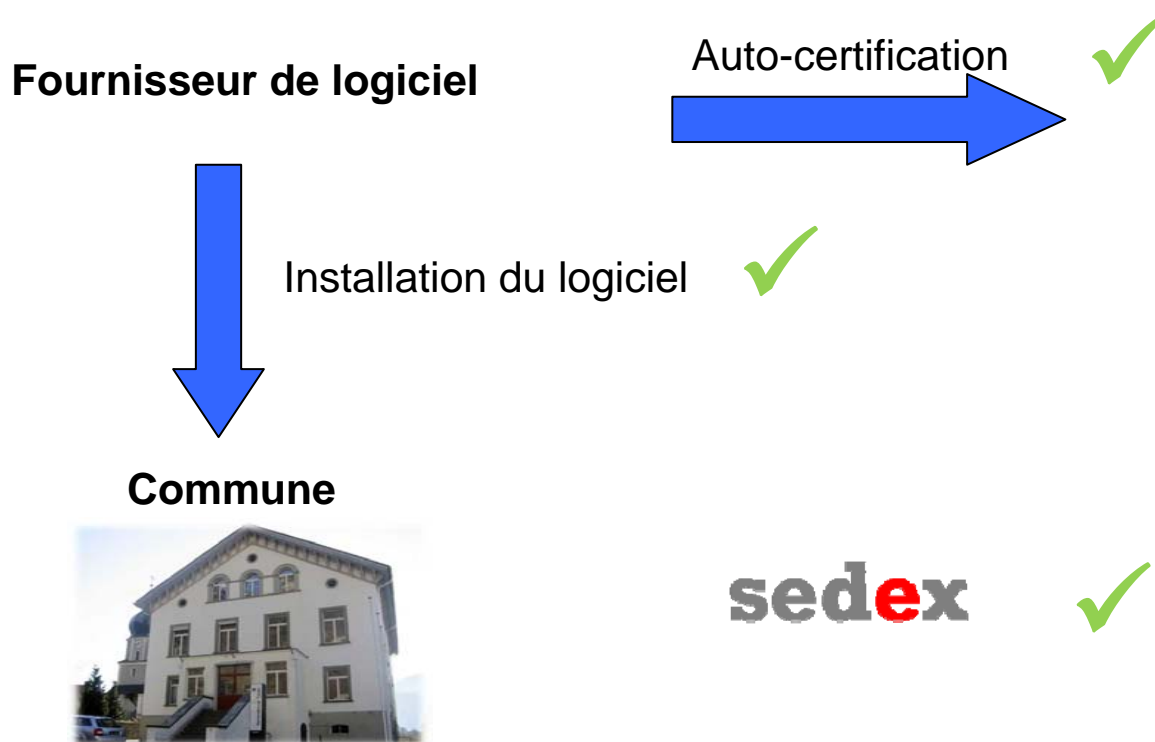 Auto-certification
Fournisseur de logiciel
Installation du logiciel
Commune
sedex